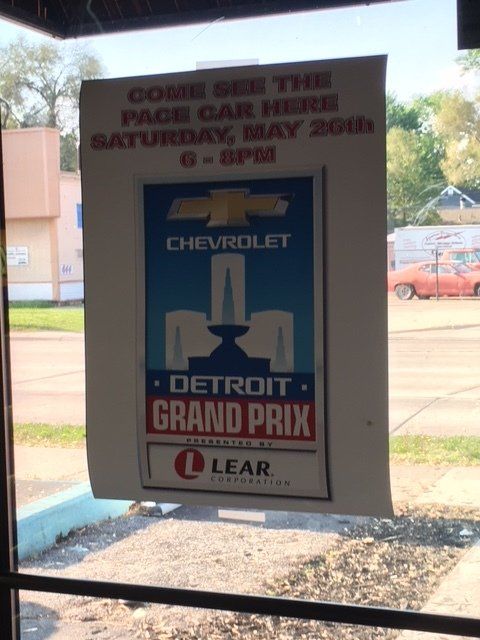 COME SEE THE
PACE CAR HERE
SATURDAY, MAY 26th
6 - 8PM
CHEVROLET
· DETROIT ·
GRAND PRIX
PRESENTED BY
L LEAR
CORPORATION